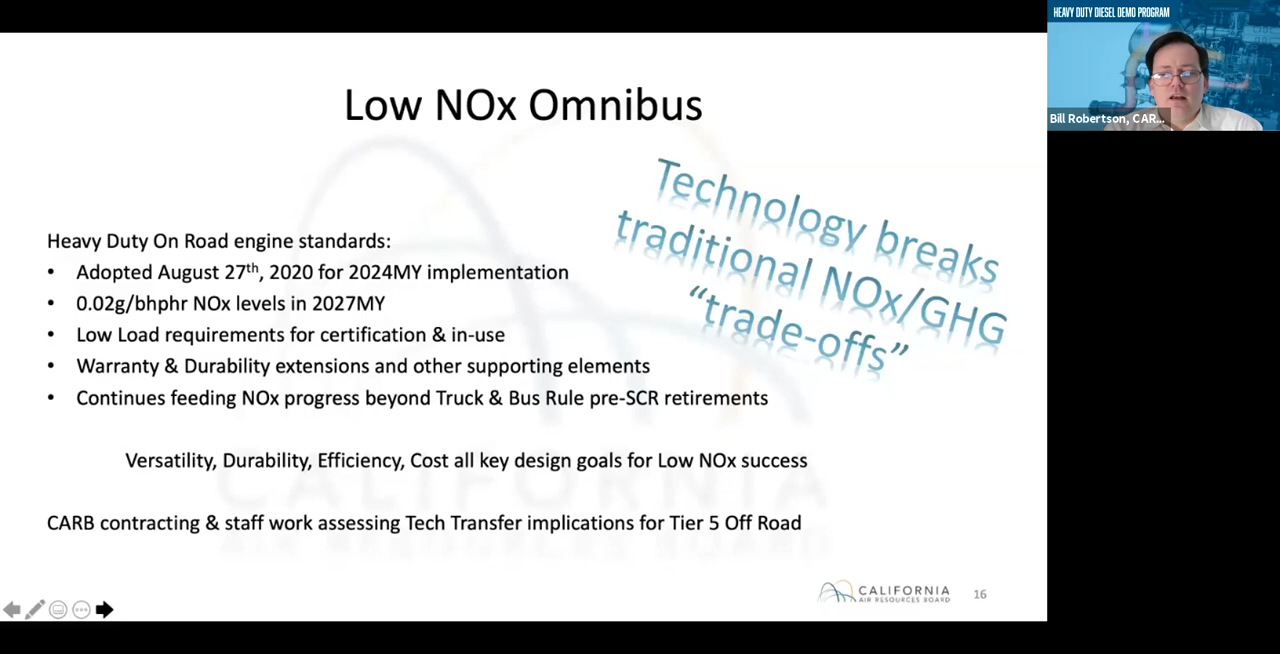 HEAVY DUTY DIESEL DEMO PROGRAM
Bill Robertson, CAR...
Low NOx Omnibus
Technology breaks
traditional NOx/GHG
“trade-offs”
Heavy Duty On Road engine standards:
• Adopted August 27th, 2020 for 2024MY implementation
• 0.02g/bhphr NOx levels in 2027MY
• Low Load requirements for certification & in-use
• Warranty & Durability extensions and other supporting elements
• Continues feeding NOx progress beyond Truck & Bus Rule pre-SCR retirements
Versatility, Durability, Efficiency, Cost all key design goals for Low NOx success
CARB contracting & staff work assessing Tech Transfer implications for Tier 5 Off Road
CALIFORNIA
AIR RESOURCES BOARD
CALIFORNIA
AIR RESOURCES BOARD
16